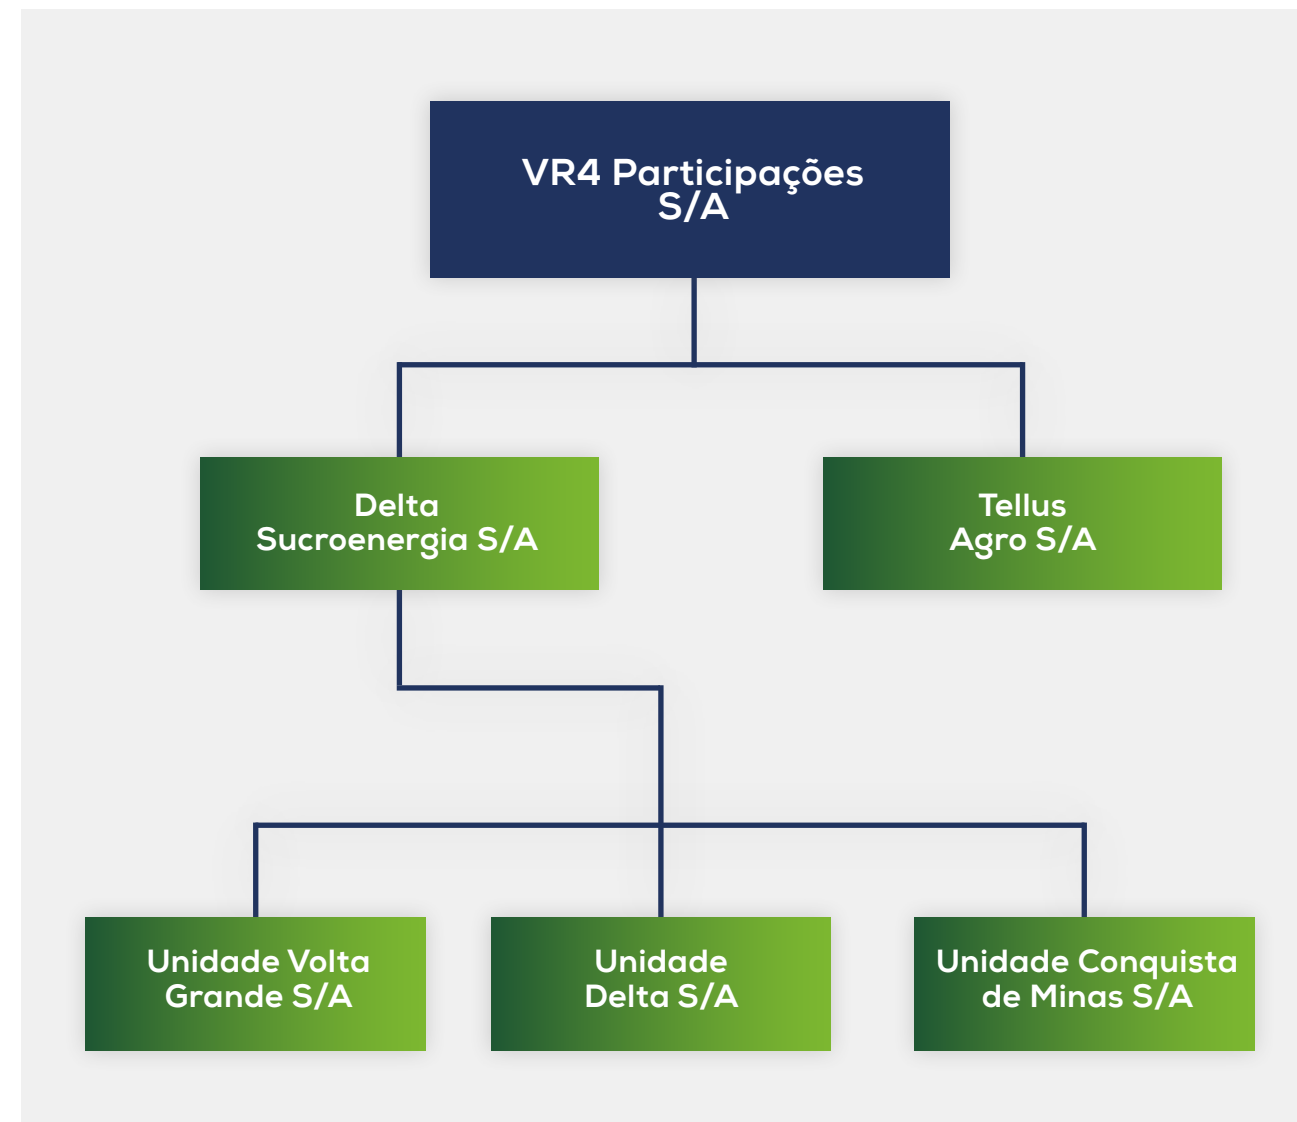 VR4 Participações
S/A
Delta
Sucroenergia S/A
Tellus
Agro S/A
Unidade Volta
Grande S/A
Unidade
Delta S/A
Unidade Conquista
de Minas S/A